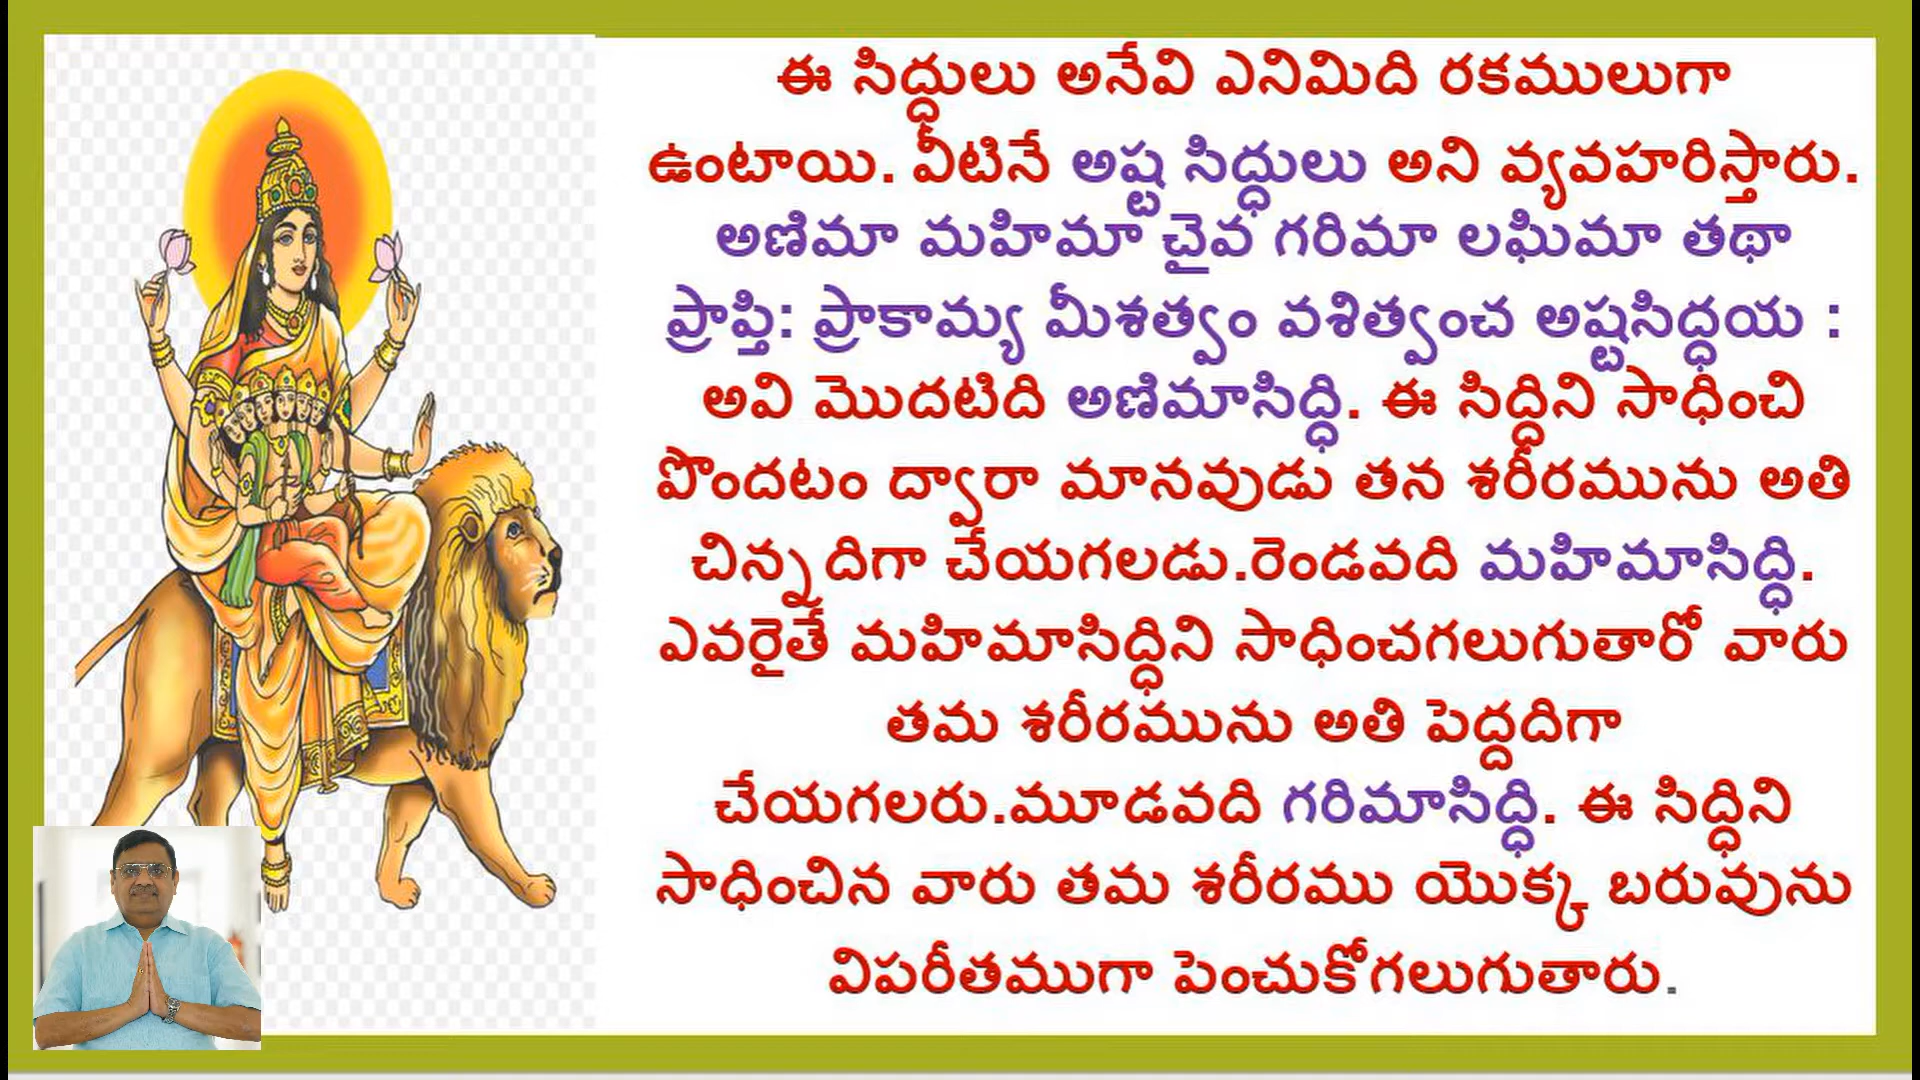 ఈ సిద్ధులు అనేవి ఎనిమిది రకములుగా
ఉంటాయి. వీటినే అష్ట సిద్ధులు అని వ్యవహరిస్తారు.
అణిమా మహిమా చైవ గరిమా లఘిమా తథా
ప్రాప్తి: ప్రాకామ్య మీశత్వం వశిత్వంచ అష్టసిద్ధయ :
అవి మొదటిది అణిమాసిద్ధి. ఈ సిద్ధిని సాధించి
పొందటం ద్వారా మానవుడు తన శరీరమును అతి
చిన్నదిగా చేయగలడు.రెండవది మహిమాసిద్ధి.
ఎవరైతే మహిమాసిద్ధిని సాధించగలుగుతారో వారు
తమ శరీరమును అతి పెద్దదిగా
చేయగలరు.మూడవది గరిమాసిద్ధి. ఈ సిద్ధిని
సాధించిన వారు తమ శరీరము యొక్క బరువును
విపరీతముగా పెంచుకోగలుగుతారు.